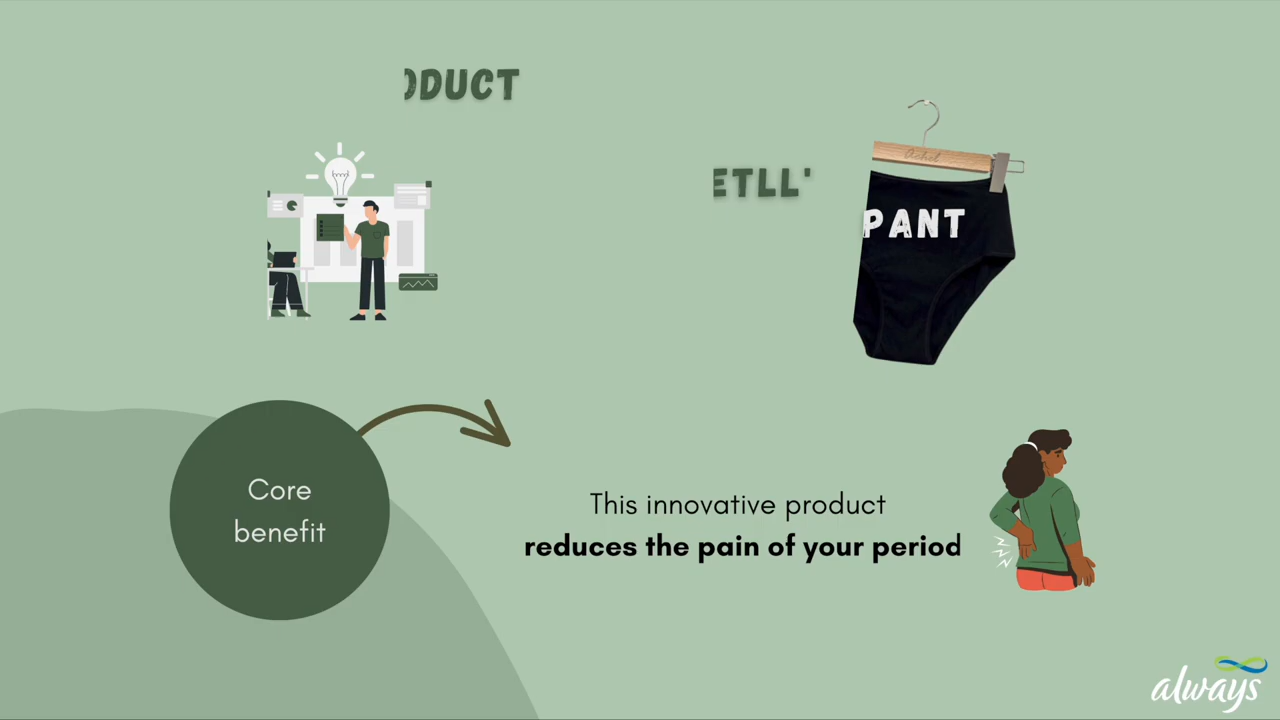 ODUCT
ETLL'
PANT
Core
benefit
This innovative product
reduces the pain of your period
always